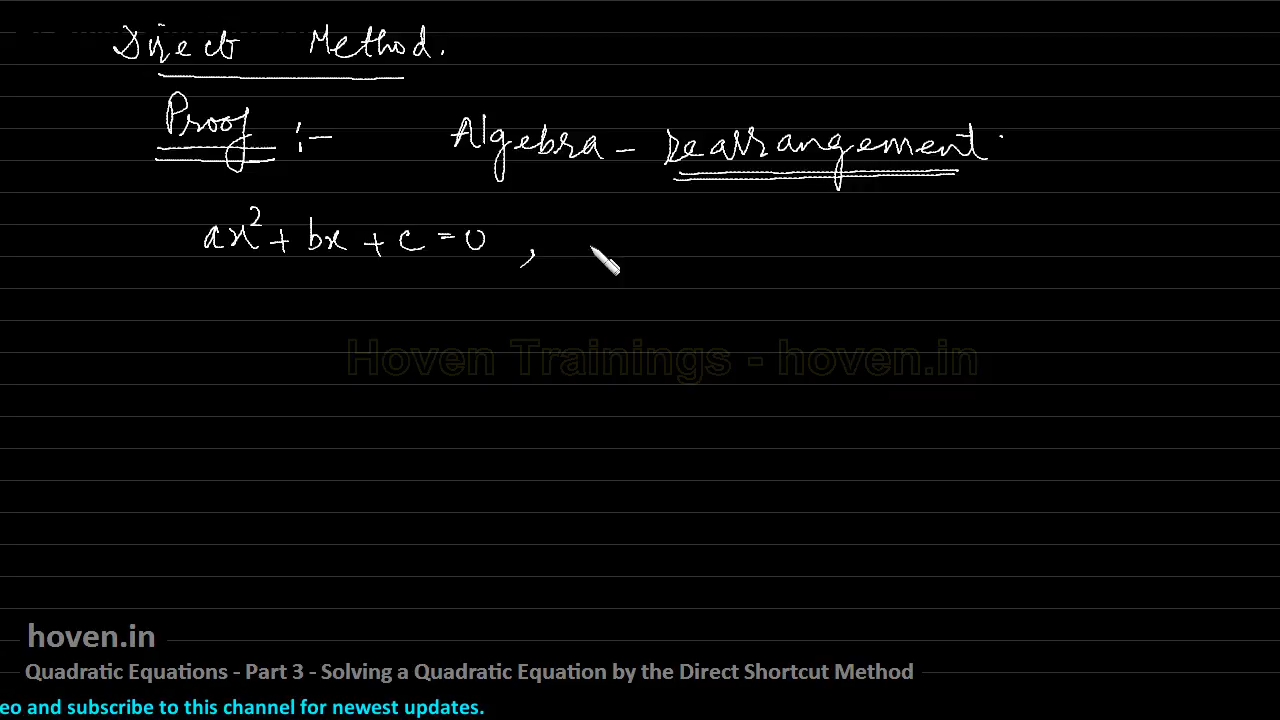 Direct Method.
Proof :- Algebra - rearrangement.
ax² + bx + c = 0 ,
Hoven Trainings - hoven.in
hoven.in
Quadratic Equations - Part 3 - Solving a Quadratic Equation by the Direct Shortcut Method
eo and subscribe to this channel for newest updates.